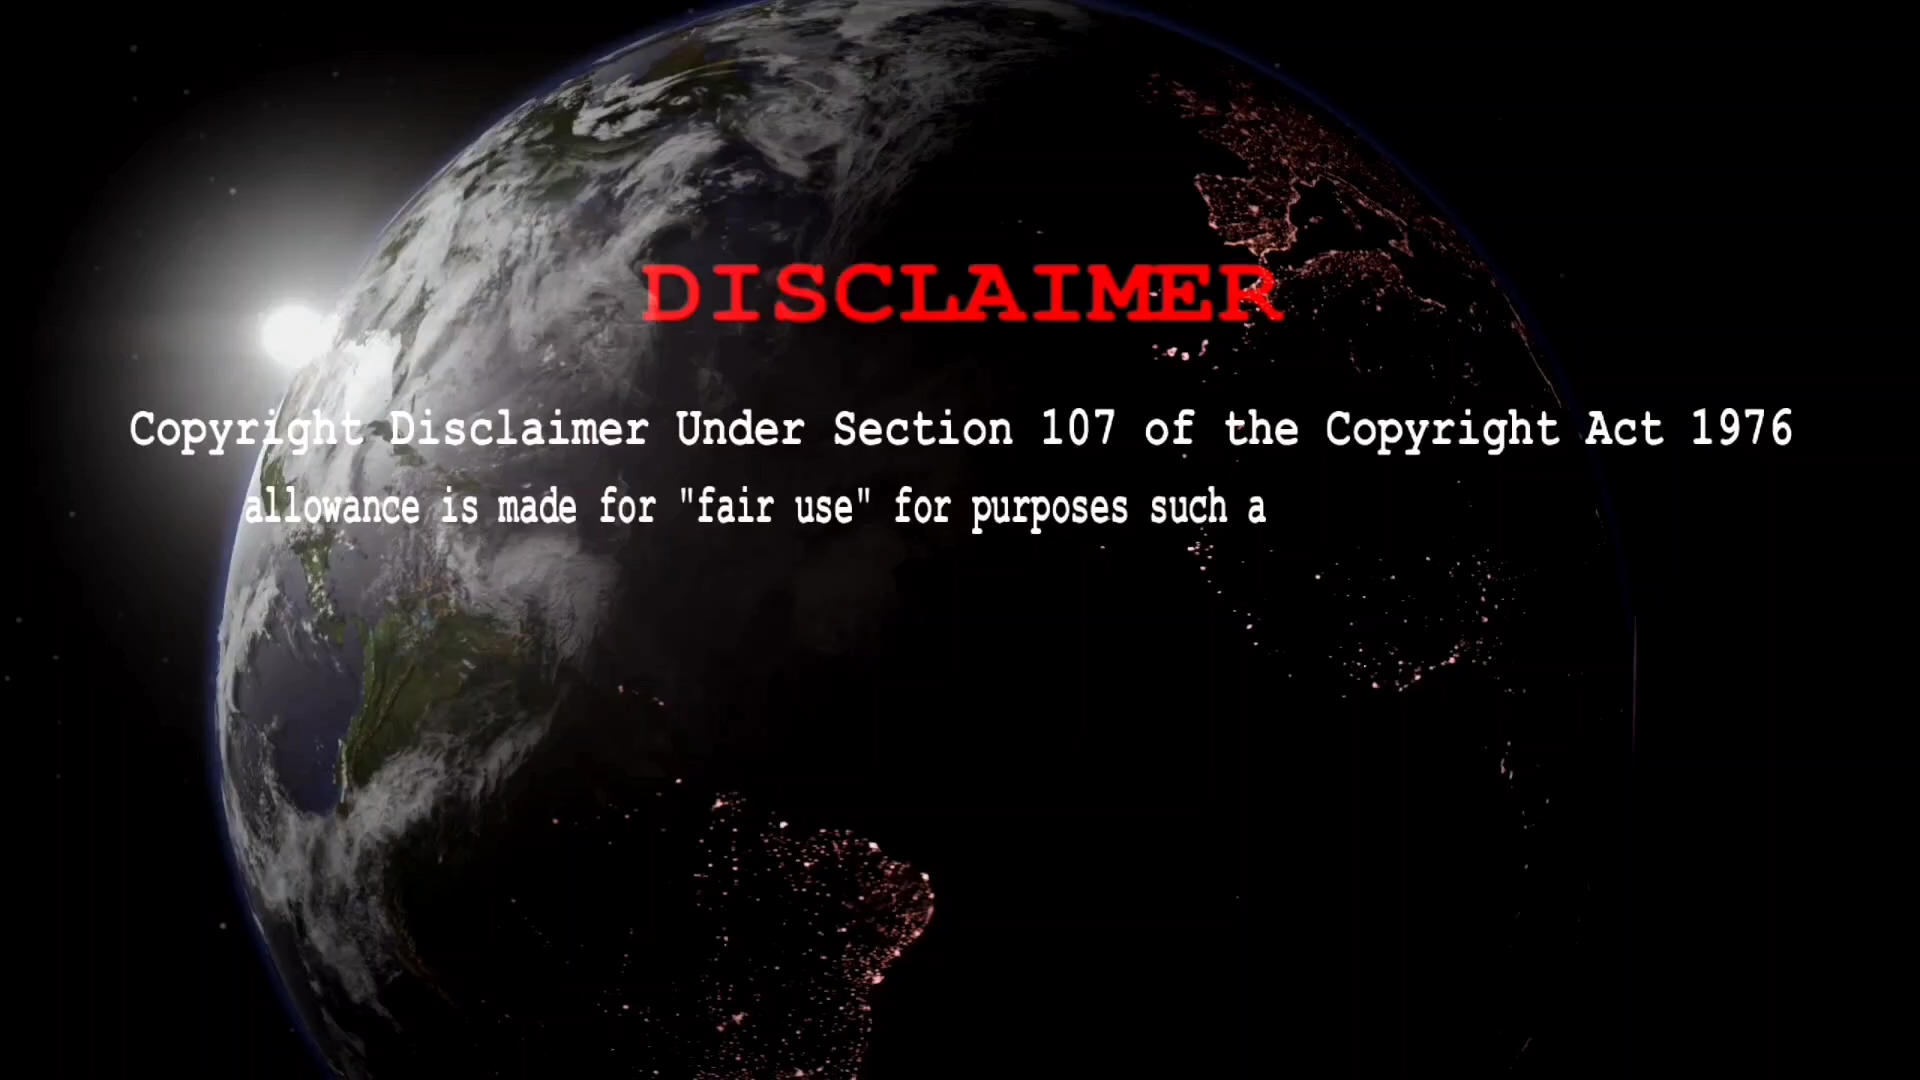 DISCLAIMER
Copyright Disclaimer Under Section 107 of the Copyright Act 1976
allowance is made for "fair use" for purposes such a